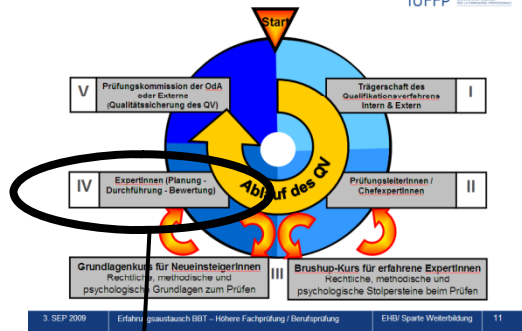 IUFFP
Start
V
Prüfungskommission der OdA
oder Externe
(Qualitätssicherung des QV)
Trägerschaft des
Qualifikationsverfahrens
Intern & Extern
I
IV
ExpertInnen (Planung -
Durchführung - Bewertung)
Ablauf des QV
PrüfungsleiterInnen /
ChefexpertInnen
II
Grundlagenkurs für NeueinsteigerInnen
Rechtliche, methodische und
psychologische Grundlagen zum Prüfen
III
Brushup-Kurs für erfahrene ExpertInnen
Rechtliche, methodische und
psychologische Stolpersteine beim Prüfen
3. SEP 2009
Erfahrungsaustausch BBT – Höhere Fachprüfung / Berufsprüfung
EHB/ Sparte Weiterbildung
11